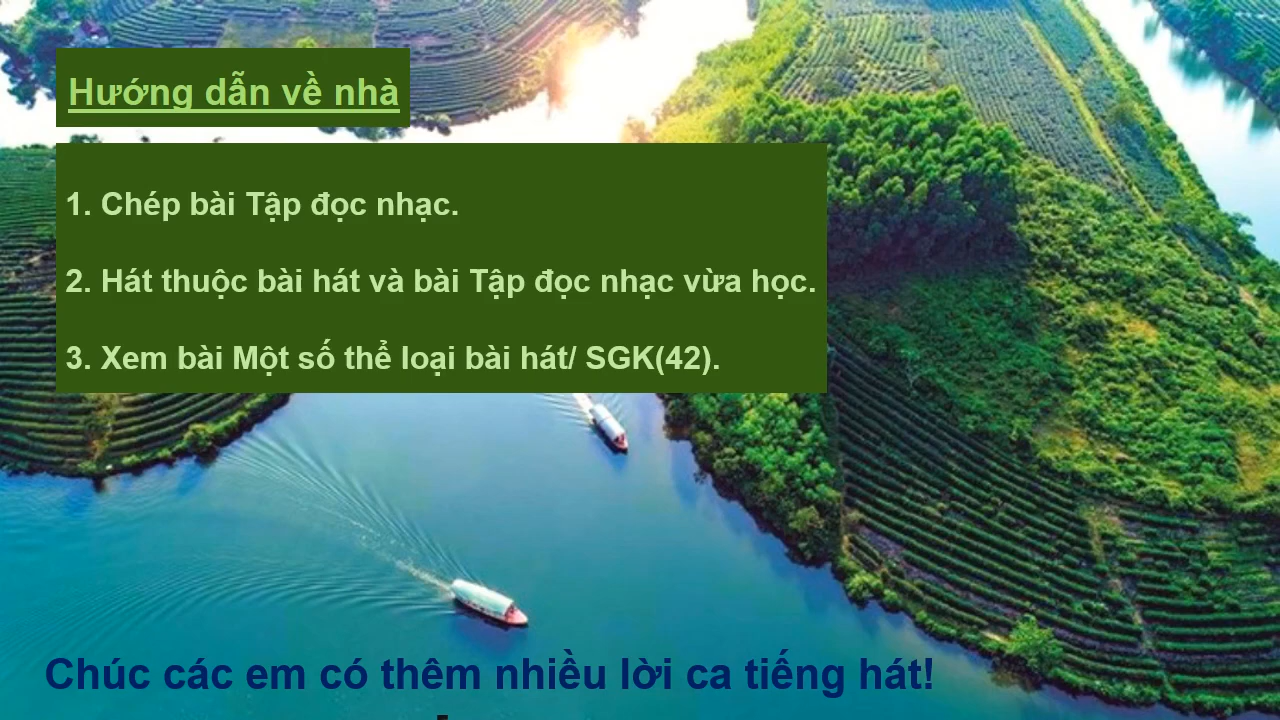 Hướng dẫn về nhà
1. Chép bài Tập đọc nhạc.
2. Hát thuộc bài hát và bài Tập đọc nhạc vừa học.
3. Xem bài Một số thể loại bài hát/ SGK(42).
Chúc các em có thêm nhiều lời ca tiếng hát!